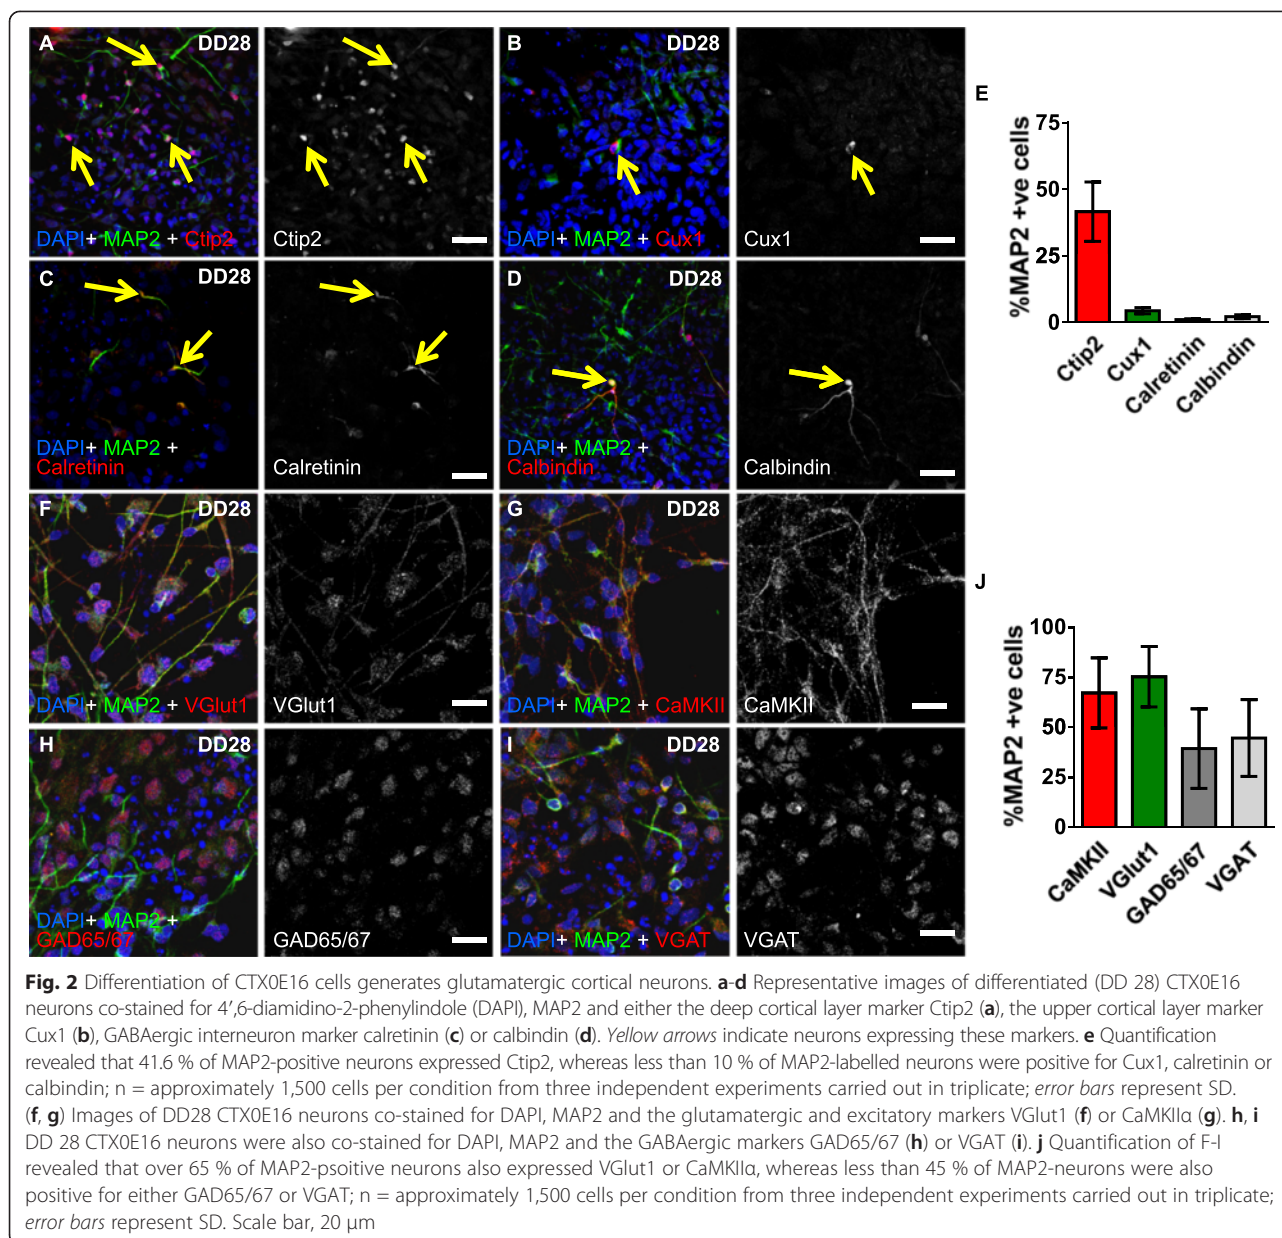 A DD28
DAPI+ MAP2 + Ctip2
Ctip2
B DD28
DAPI+ MAP2 + Cux1
Cux1
C DD28
DAPI+ MAP2 +
Calretinin
Calretinin
D DD28
DAPI+ MAP2 +
Calbindin
Calbindin
E
%MAP2 +ve cells
75
50
25
0
Ctip2
Cux1
Calretinin
Calbindin
F DD28
DAPI+ MAP2 + VGlut1
VGlut1
G DD28
DAPI+ MAP2 + CaMKII
CaMKII
H DD28
DAPI+ MAP2 +
GAD65/67
GAD65/67
I DD28
DAPI+ MAP2 + VGAT
VGAT
J
%MAP2 +ve cells
100
75
50
25
0
CaMKII
VGlut1
GAD65/67
VGAT
Fig. 2 Differentiation of CTX0E16 cells generates glutamatergic cortical neurons. a-d Representative images of differentiated (DD 28) CTX0E16
neurons co-stained for 4′,6-diamidino-2-phenylindole (DAPI), MAP2 and either the deep cortical layer marker Ctip2 (a), the upper cortical layer marker
Cux1 (b), GABAergic interneuron marker calretinin (c) or calbindin (d). Yellow arrows indicate neurons expressing these markers. e Quantification
revealed that 41.6 % of MAP2-positive neurons expressed Ctip2, whereas less than 10 % of MAP2-labelled neurons were positive for Cux1, calretinin or
calbindin; n = approximately 1,500 cells per condition from three independent experiments carried out in triplicate; error bars represent SD.
(f, g) Images of DD28 CTX0E16 neurons co-stained for DAPI, MAP2 and the glutamatergic and excitatory markers VGlut1 (f) or CaMKIIα (g). h, i
DD 28 CTX0E16 neurons were also co-stained for DAPI, MAP2 and the GABAergic markers GAD65/67 (h) or VGAT (i). j Quantification of F-I
revealed that over 65 % of MAP2-psoitive neurons also expressed VGlut1 or CaMKIIα, whereas less than 45 % of MAP2-neurons were also
positive for either GAD65/67 or VGAT; n = approximately 1,500 cells per condition from three independent experiments carried out in triplicate;
error bars represent SD. Scale bar, 20 μm